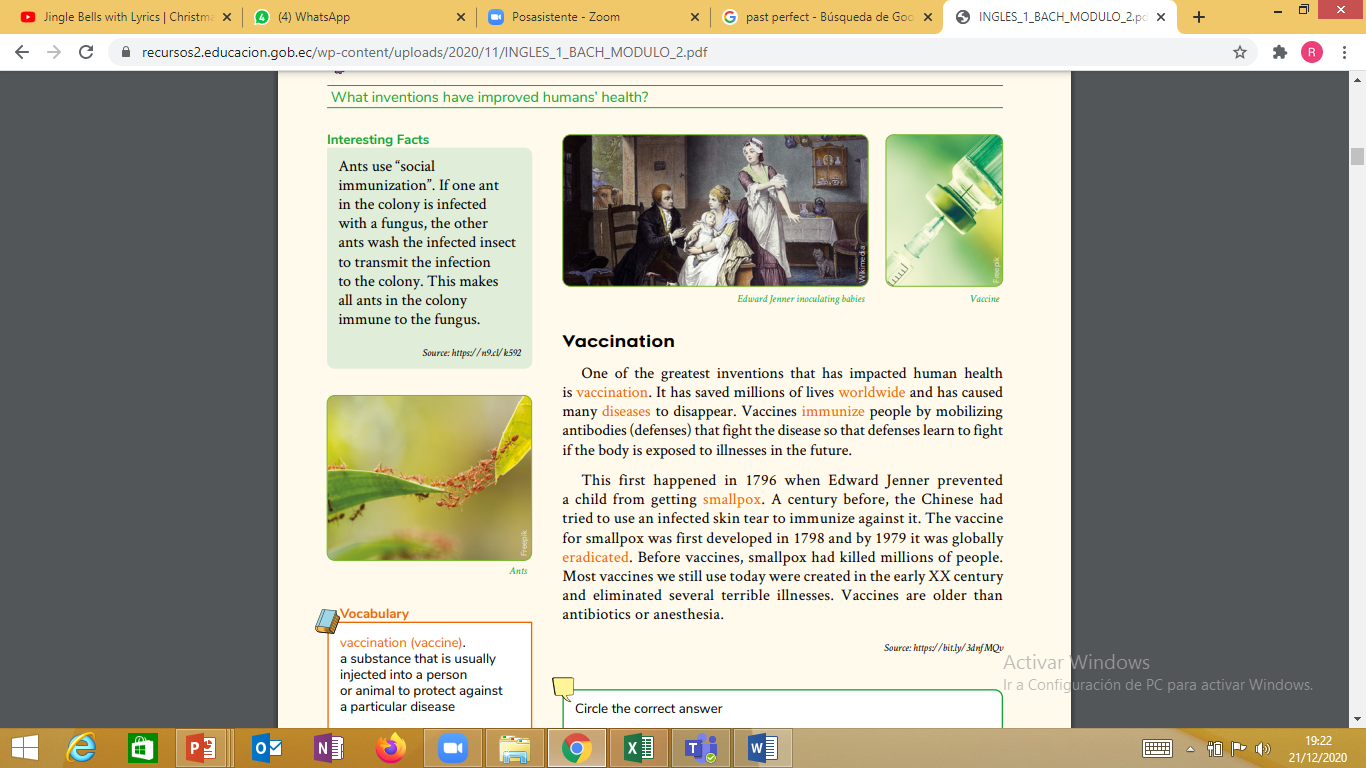 Jingle Bells with Lyrics | Christma
(4) WhatsApp
Posasistente - Zoom
past perfect - Búsqueda de Goo
INGLES_1_BACH_MODULO_2.pd
recursos2.educacion.gob.ec/wp-content/uploads/2020/11/INGLES_1_BACH_MODULO_2.pdf
R
What inventions have improved humans' health?
Interesting Facts
Ants use “social
immunization”. If one ant
in the colony is infected
with a fungus, the other
ants wash the infected insect
to transmit the infection
to the colony. This makes
all ants in the colony
immune to the fungus.
Source: https://n9.cl/k592
Freepik
Ants
Vocabulary
vaccination (vaccine).
a substance that is usually
injected into a person
or animal to protect against
a particular disease
Wikimedia
Edward Jenner inoculating babies
Freepik
Vaccine
Vaccination
One of the greatest inventions that has impacted human health
is vaccination. It has saved millions of lives worldwide and has caused
many diseases to disappear. Vaccines immunize people by mobilizing
antibodies (defenses) that fight the disease so that defenses learn to fight
if the body is exposed to illnesses in the future.
This first happened in 1796 when Edward Jenner prevented
a child from getting smallpox. A century before, the Chinese had
tried to use an infected skin tear to immunize against it. The vaccine
for smallpox was first developed in 1798 and by 1979 it was globally
eradicated. Before vaccines, smallpox had killed millions of people.
Most vaccines we still use today were created in the early XX century
and eliminated several terrible illnesses. Vaccines are older than
antibiotics or anesthesia.
Source: https://bit.ly/3dnfMQv
Circle the correct answer
Activar Windows
Ir a Configuración de PC para activar Windows.
19:22
21/12/2020